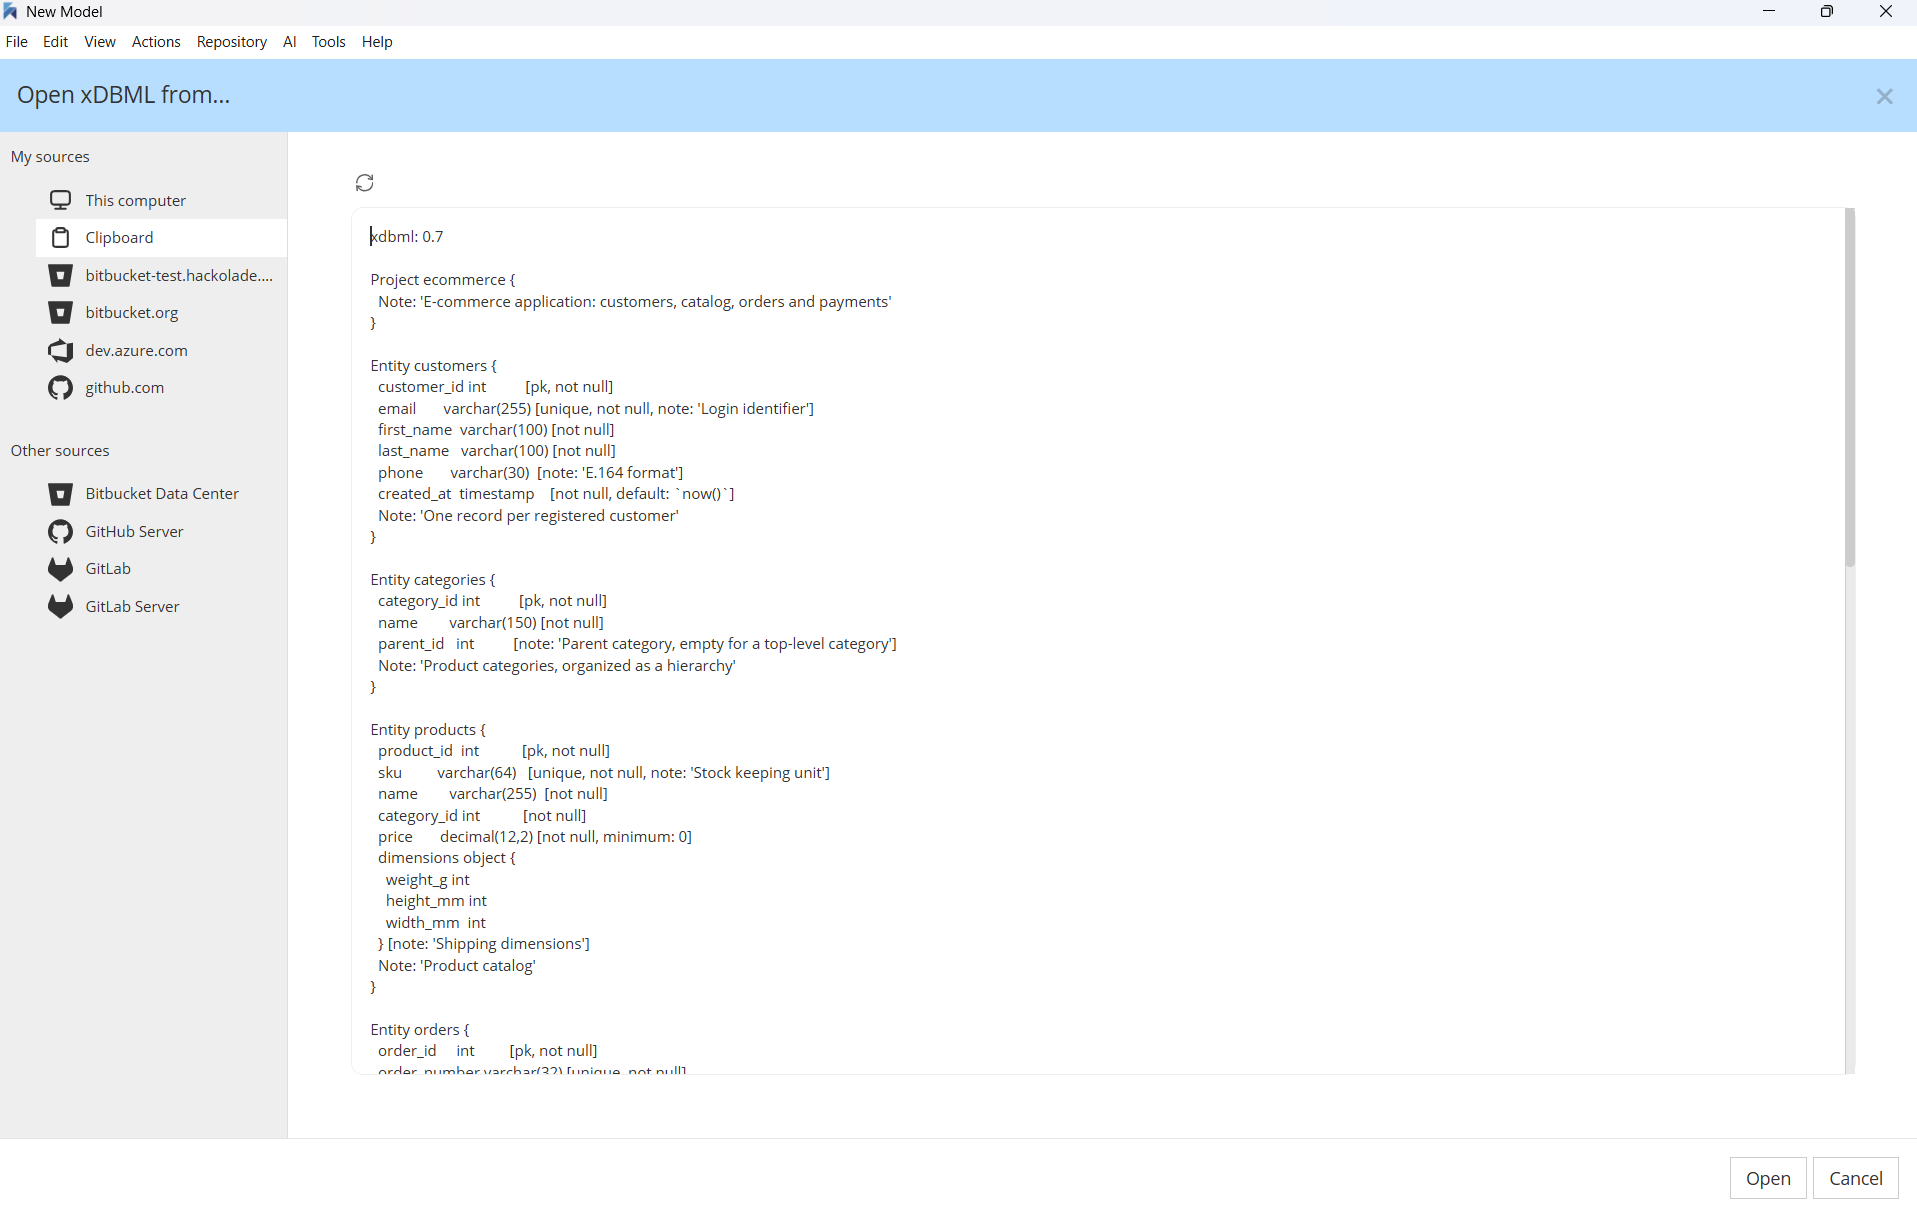 New Model
File Edit View Actions Repository AI Tools Help
Open xDBML from...
My sources
This computer
Clipboard
bitbucket-test.hackolade....
bitbucket.org
dev.azure.com
github.com
Other sources
Bitbucket Data Center
GitHub Server
GitLab
GitLab Server
xdbml: 0.7
Project ecommerce {
Note: 'E-commerce application: customers, catalog, orders and payments'
}
Entity customers {
customer_id int [pk, not null]
email varchar(255) [unique, not null, note: 'Login identifier']
first_name varchar(100) [not null]
last_name varchar(100) [not null]
phone varchar(30) [note: 'E.164 format']
created_at timestamp [not null, default: `now()`]
Note: 'One record per registered customer'
}
Entity categories {
category_id int [pk, not null]
name varchar(150) [not null]
parent_id int [note: 'Parent category, empty for a top-level category']
Note: 'Product categories, organized as a hierarchy'
}
Entity products {
product_id int [pk, not null]
sku varchar(64) [unique, not null, note: 'Stock keeping unit']
name varchar(255) [not null]
category_id int [not null]
price decimal(12,2) [not null, minimum: 0]
dimensions object {
weight_g int
height_mm int
width_mm int
} [note: 'Shipping dimensions']
Note: 'Product catalog'
}
Entity orders {
order_id int [pk, not null]
order_number varchar(32) [unique, not null]
Open Cancel